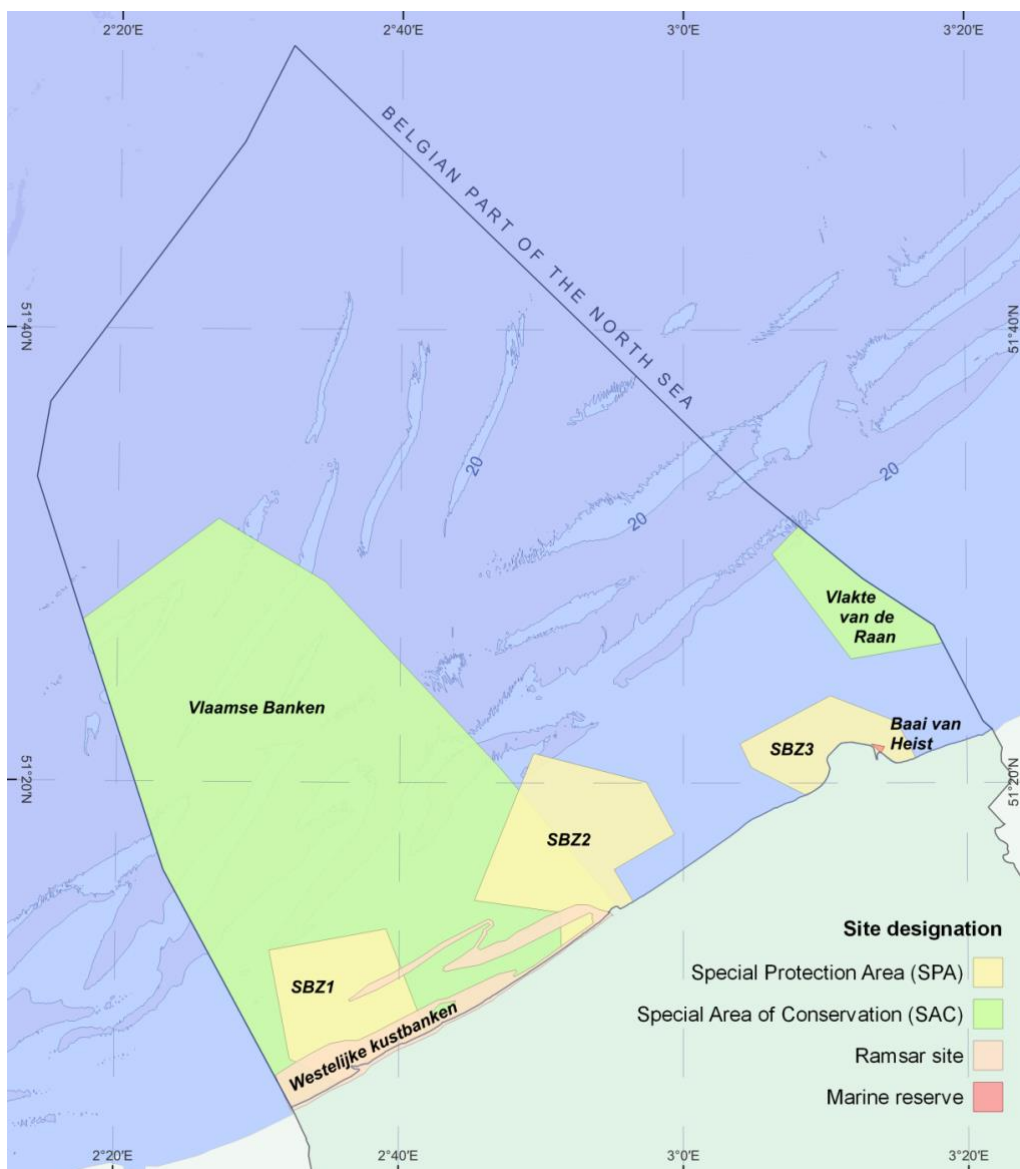 2°20'E
2°40'E
3°0'E
3°20'E
BELGIAN PART OF THE NORTH SEA
51°40'N
51°40'N
20
20
20
Vlakte
van de
Raan
Vlaamse Banken
Baai van
Heist
SBZ3
51°20'N
51°20'N
SBZ2
SBZ1
Westelijke kustbanken
Site designation
Special Protection Area (SPA)
Special Area of Conservation (SAC)
Ramsar site
Marine reserve
2°20'E
2°40'E
3°0'E
3°20'E